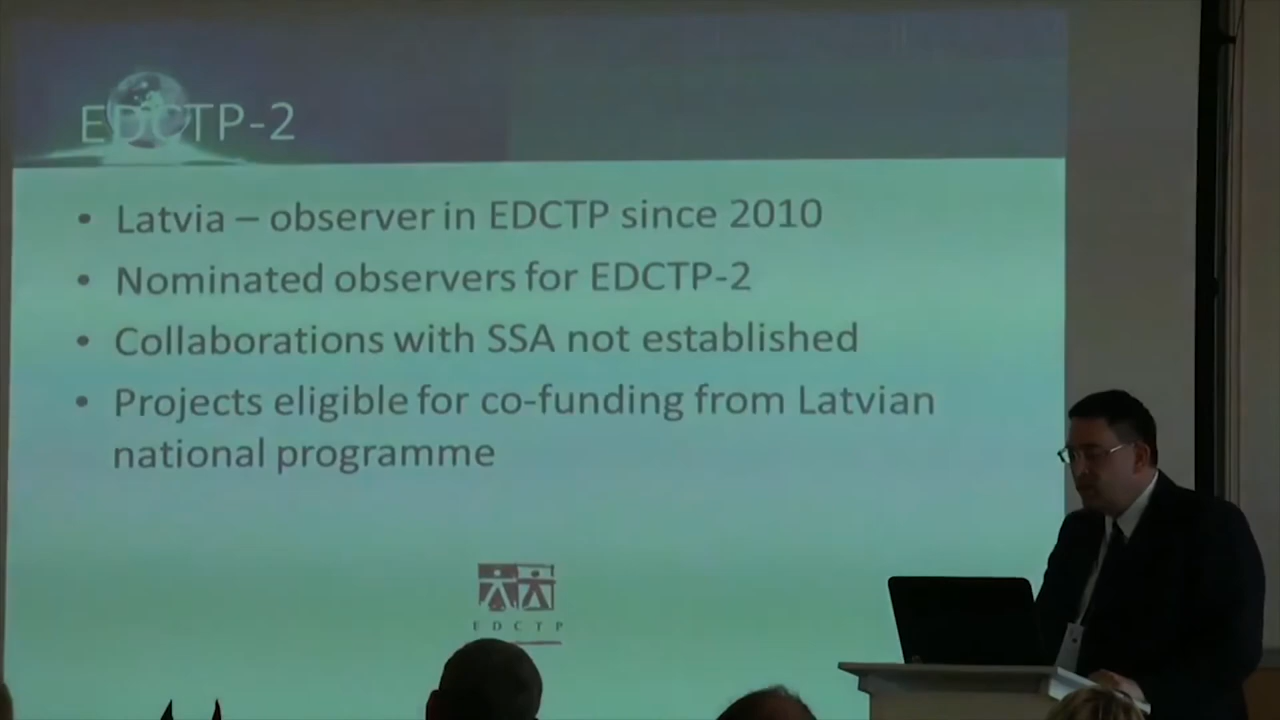 EDCTP-2
• Latvia – observer in EDCTP since 2010
• Nominated observers for EDCTP-2
• Collaborations with SSA not established
• Projects eligible for co-funding from Latvian
national programme
E D C T P